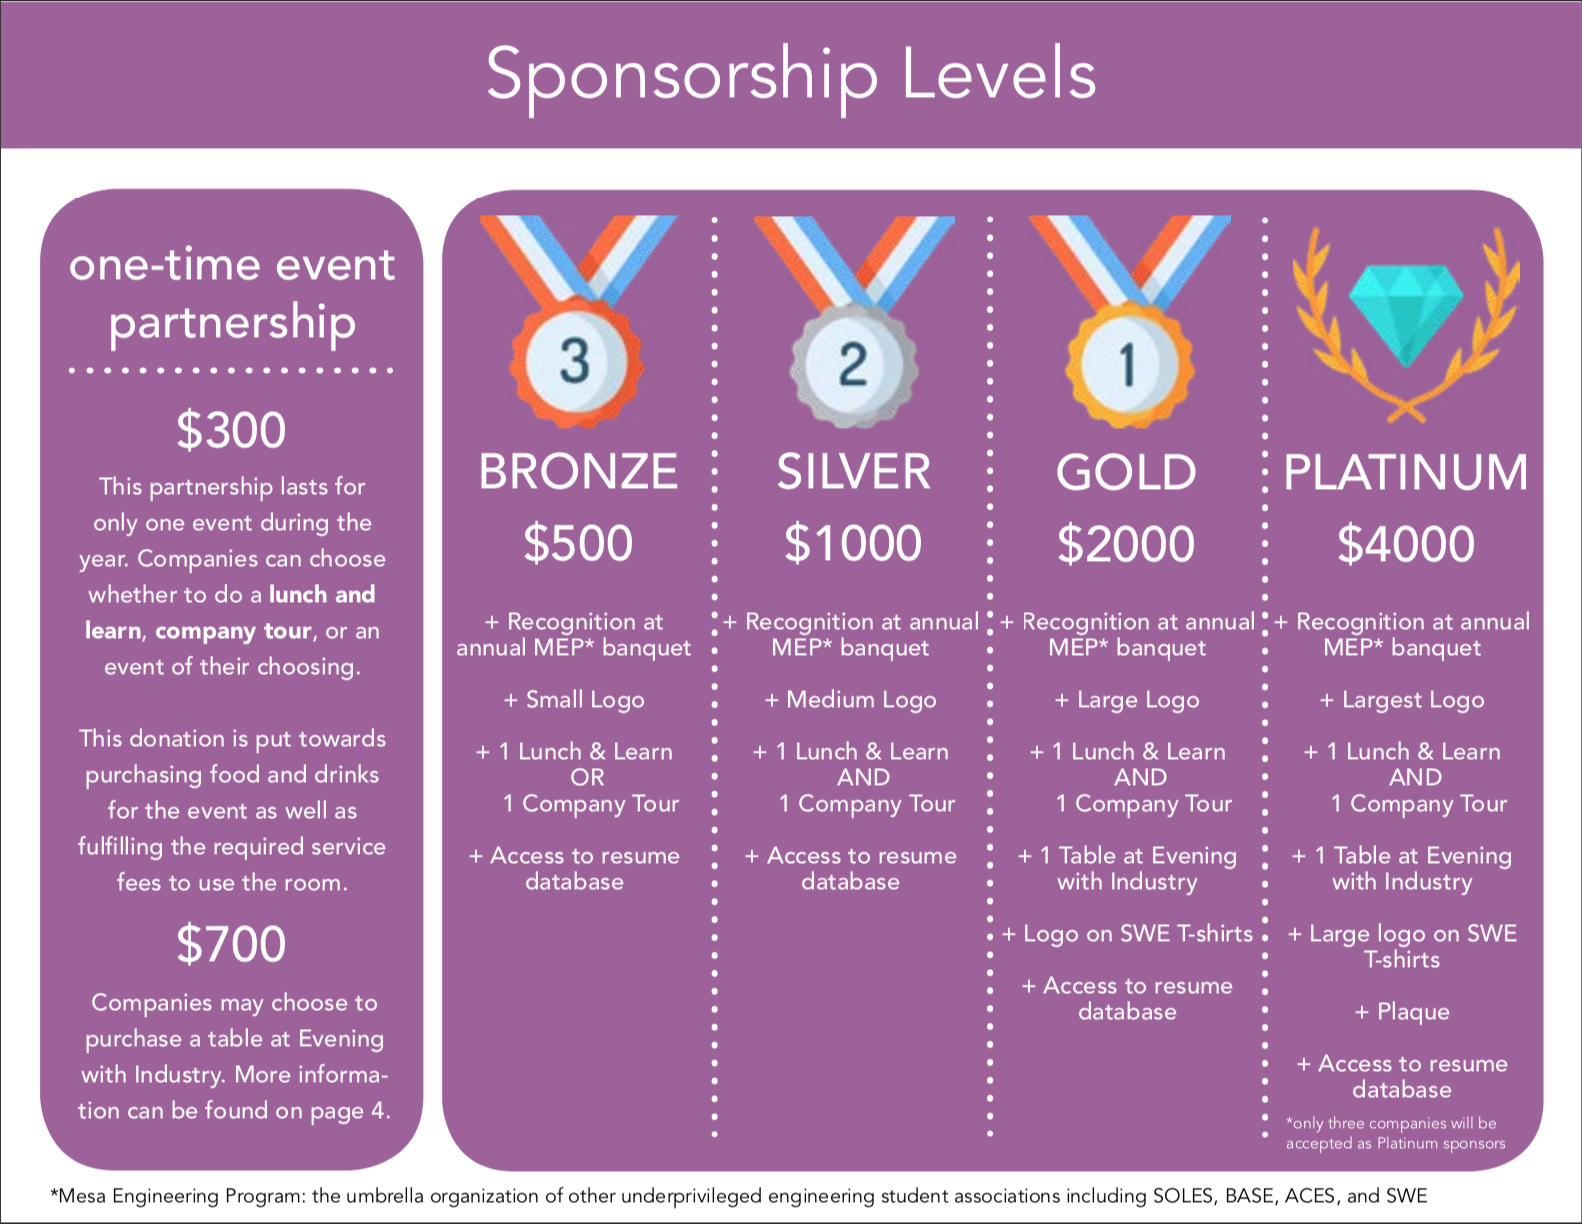 Sponsorship Levels
one-time event
partnership
$300
This partnership lasts for
only one event during the
year. Companies can choose
whether to do a lunch and
learn, company tour, or an
event of their choosing.
This donation is put towards
purchasing food and drinks
for the event as well as
fulfilling the required service
fees to use the room.
$700
Companies may choose to
purchase a table at Evening
with Industry. More informa-
tion can be found on page 4.
3
BRONZE
$500
+ Recognition at
annual MEP* banquet
+ Small Logo
+ 1 Lunch & Learn
OR
1 Company Tour
+ Access to resume
database
2
SILVER
$1000
+ Recognition at annual
MEP* banquet
+ Medium Logo
+ 1 Lunch & Learn
AND
1 Company Tour
+ Access to resume
database
1
GOLD
$2000
+ Recognition at annual
MEP* banquet
+ Large Logo
+ 1 Lunch & Learn
AND
1 Company Tour
+ 1 Table at Evening
with Industry
+ Logo on SWE T-shirts
+ Access to resume
database
PLATINUM
$4000
+ Recognition at annual
MEP* banquet
+ Largest Logo
+ 1 Lunch & Learn
AND
1 Company Tour
+ 1 Table at Evening
with Industry
+ Large logo on SWE
T-shirts
+ Plaque
+ Access to resume
database
*only three companies will be
accepted as Platinum sponsors
*Mesa Engineering Program: the umbrella organization of other underprivileged engineering student associations including SOLES, BASE, ACES, and SWE